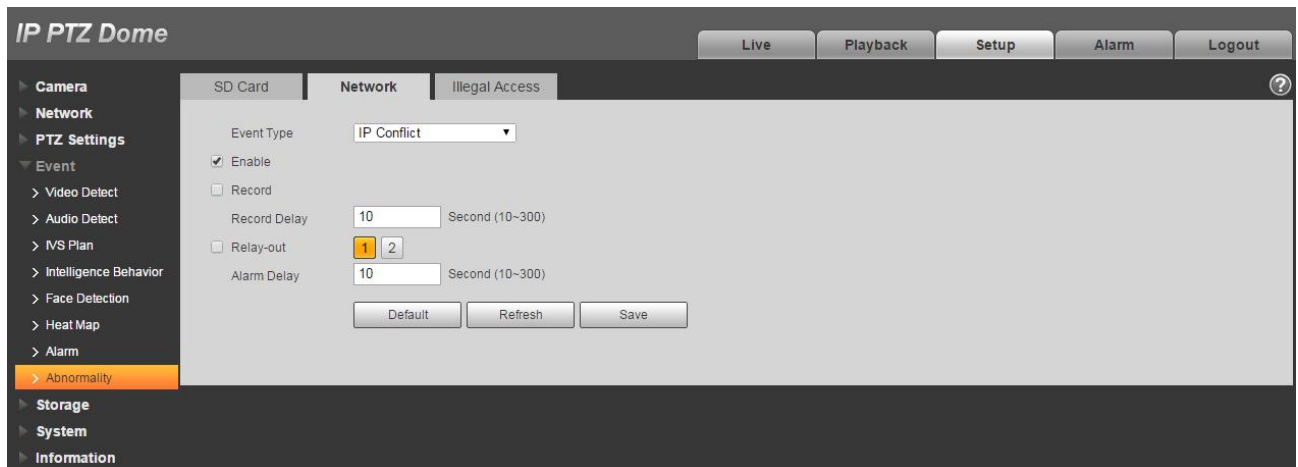 IP PTZ Dome
Live Playback Setup Alarm Logout
Camera
Network
PTZ Settings
Event
Video Detect
Audio Detect
IVS Plan
Intelligence Behavior
Face Detection
Heat Map
Alarm
Abnormality
Storage
System
Information
SD Card Network Illegal Access ?
Event Type IP Conflict
Enable
Record
Record Delay 10 Second (10~300)
Relay-out 1 2
Alarm Delay 10 Second (10~300)
Default Refresh Save